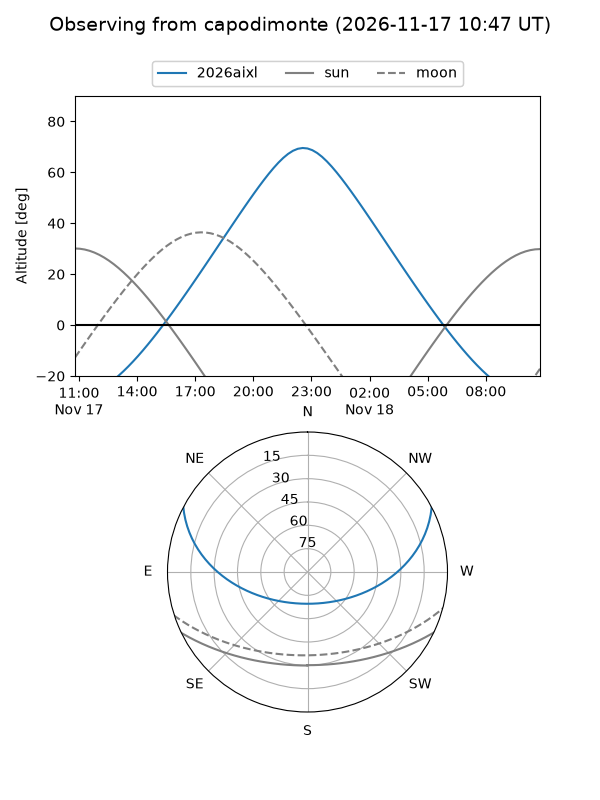 Observing from capodimonte (2026-11-17 10:47 UT)
2026aixl sun moon
80
60
40
20
0
−20
Altitude [deg]
11:00 14:00 17:00 20:00 23:00 02:00 05:00 08:00
Nov 17 Nov 18
N
NE NW
15
30
45
60
75
E W
SE SW
S